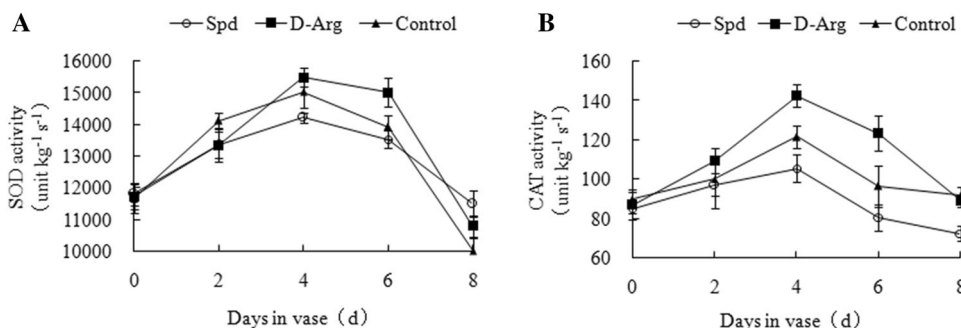 A
Spd D-Arg Control
SOD activity
(unit kg-1 s-1)
16000
15000
14000
13000
12000
11000
10000
0 2 4 6 8
Days in vase (d)
B
Spd D-Arg Control
CAT activity
(unit kg-1 s-1)
160
140
120
100
80
60
0 2 4 6 8
Days in vase (d)